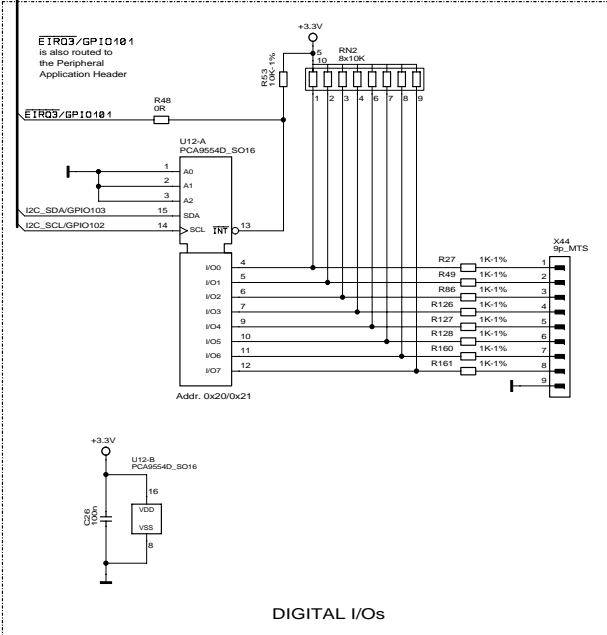 +3.3V
EIRQ3/GPIO101
is also routed to
the Peripheral
Application Header
R53
10K-1%
5
10
RN2
8x10K
1 2 3 4 6 7 8 9
R48
0R
EIRQ3/GPIO101
U12-A
PCA9554D_SO16
1 A0
2 A1
3 A2
I2C_SDA/GPIO103 15 SDA
I2C_SCL/GPIO102 14 SCL INT 13
X44
9p_MTS
I/O0 4 R27 1K-1% 1
I/O1 5 R49 1K-1% 2
I/O2 6 R86 1K-1% 3
I/O3 7 R126 1K-1% 4
I/O4 9 R127 1K-1% 5
I/O5 10 R128 1K-1% 6
I/O6 11 R160 1K-1% 7
I/O7 12 R161 1K-1% 8
9
Addr. 0x20/0x21
+3.3V
U12-B
PCA9554D_SO16
16
C26
100n
VDD
VSS
8
DIGITAL I/Os